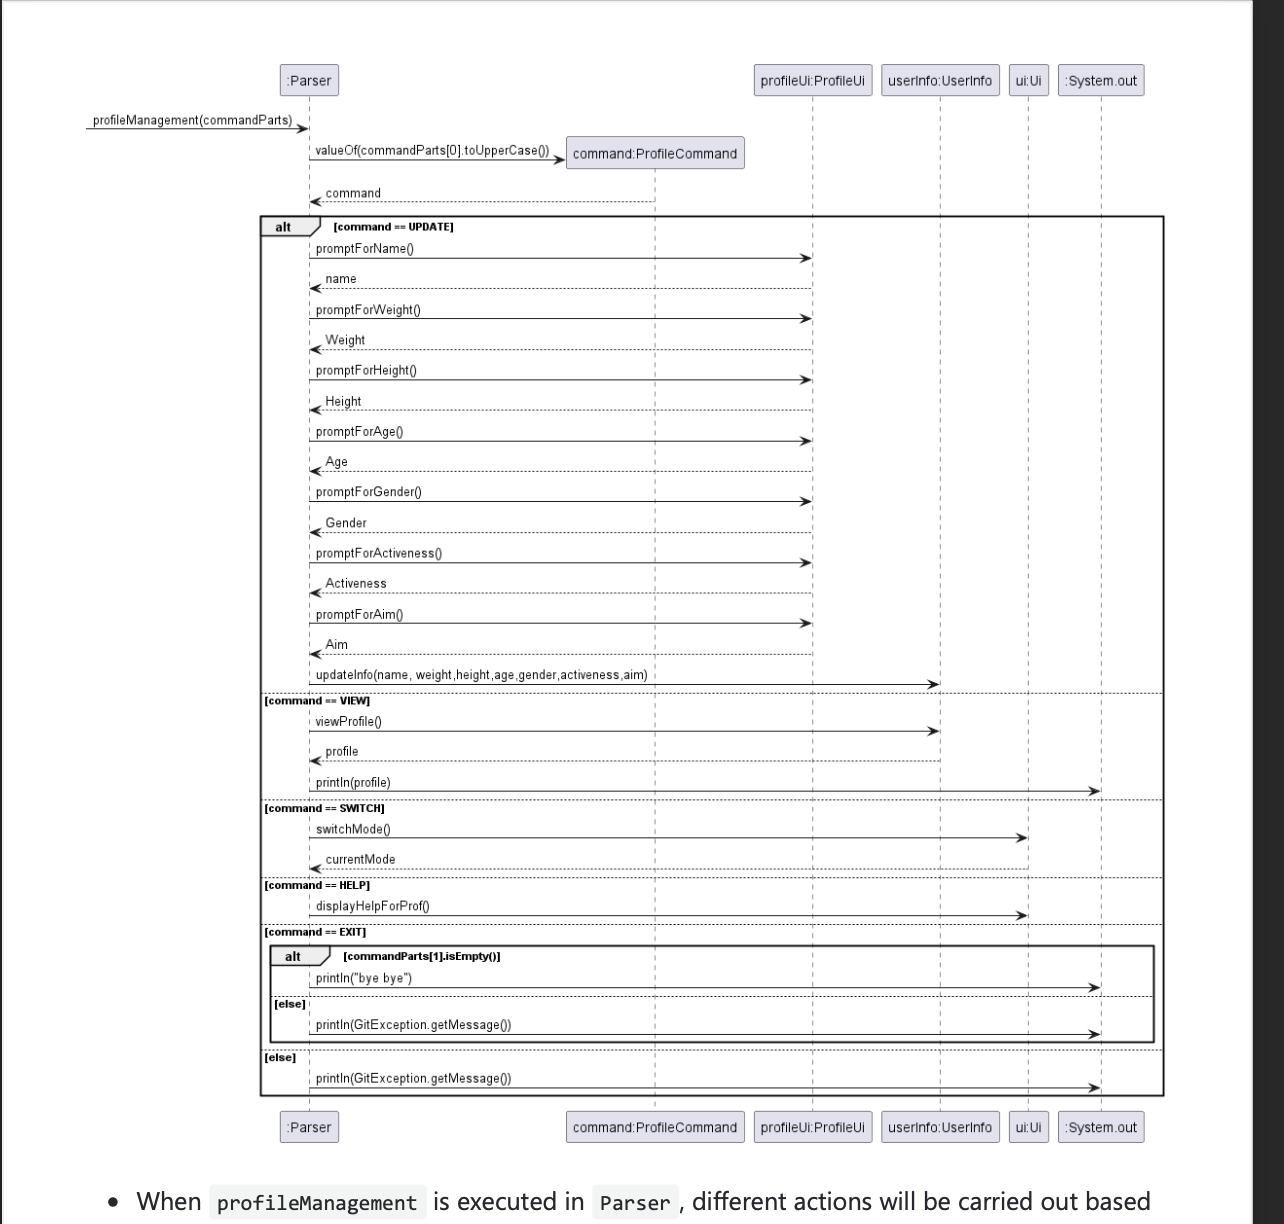 :Parser profileUi:ProfileUi userInfo:UserInfo ui:Ui :System.out
profileManagement(commandParts)
valueOf(commandParts[0].toUpperCase()) command:ProfileCommand
command
alt [command == UPDATE]
promptForName()
name
promptForWeight()
Weight
promptForHeight()
Height
promptForAge()
Age
promptForGender()
Gender
promptForActiveness()
Activeness
promptForAim()
Aim
updateInfo(name, weight,height,age,gender,activeness,aim)
[command == VIEW]
viewProfile()
profile
println(profile)
[command == SWITCH]
switchMode()
currentMode
[command == HELP]
displayHelpForProf()
[command == EXIT]
alt [commandParts[1].isEmpty()]
println("bye bye")
[else]
println(GitException.getMessage())
[else]
println(GitException.getMessage())
:Parser command:ProfileCommand profileUi:ProfileUi userInfo:UserInfo ui:Ui :System.out
• When profileManagement is executed in Parser, different actions will be carried out based